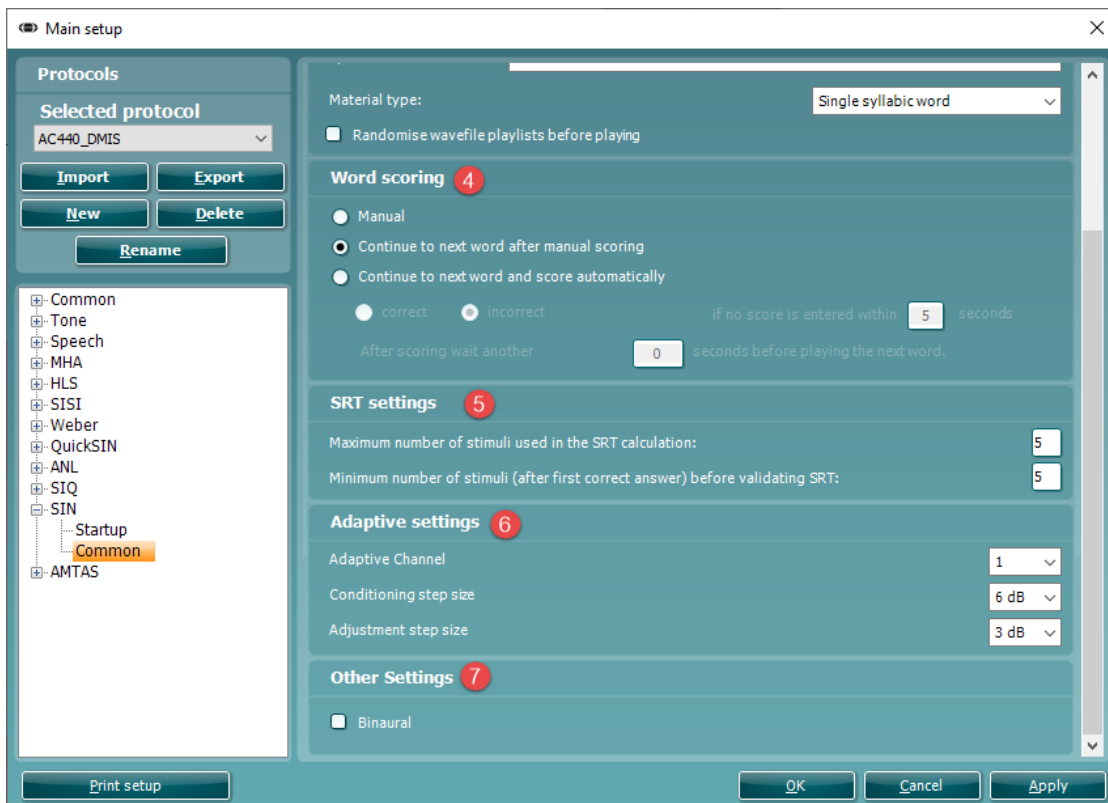 Main setup
Protocols
Selected protocol
AC440_DMIS
Import Export
New Delete
Rename
Common
Tone
Speech
MHA
HLS
SISI
Weber
QuickSIN
ANL
SIQ
SIN
Startup
Common
AMTAS
Material type: Single syllabic word
Randomise wavefile playlists before playing
Word scoring 4
Manual
Continue to next word after manual scoring
Continue to next word and score automatically
correct incorrect if no score is entered within 5 seconds
After scoring wait another 0 seconds before playing the next word.
SRT settings 5
Maximum number of stimuli used in the SRT calculation: 5
Minimum number of stimuli (after first correct answer) before validating SRT: 5
Adaptive settings 6
Adaptive Channel 1
Conditioning step size 6 dB
Adjustment step size 3 dB
Other Settings 7
Binaural
Print setup OK Cancel Apply